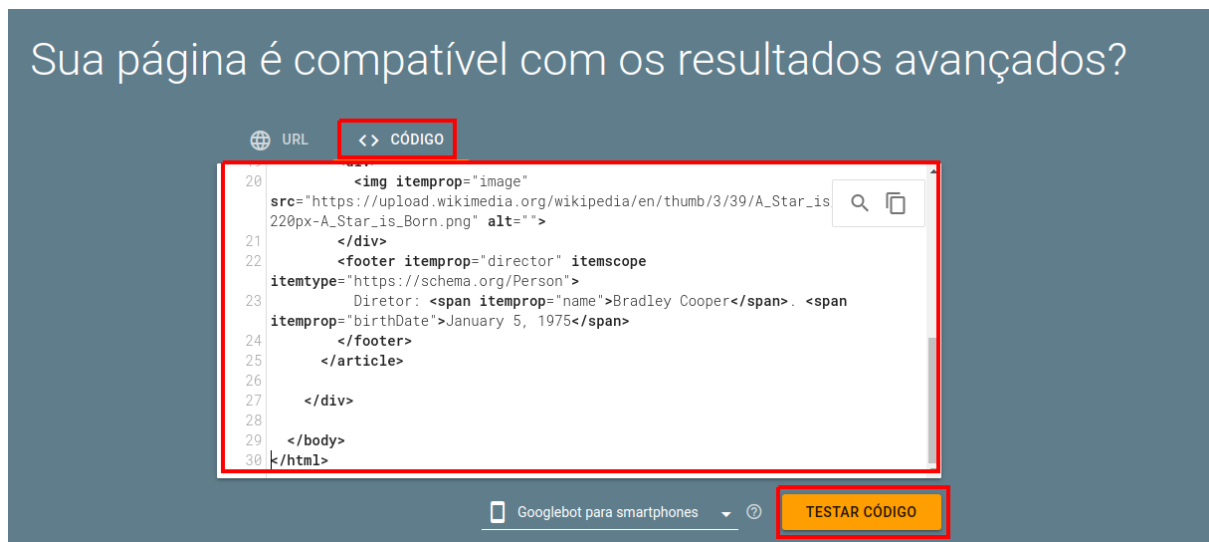 Sua página é compatível com os resultados avançados?
URL
<> CÓDIGO
20 <img itemprop="image"
src="https://upload.wikimedia.org/wikipedia/en/thumb/3/39/A_Star_is
220px-A_Star_is_Born.png" alt="">
21 </div>
22 <footer itemprop="director" itemscope
itemtype="https://schema.org/Person">
23 Diretor: <span itemprop="name">Bradley Cooper</span>. <span
itemprop="birthDate">January 5, 1975</span>
24 </footer>
25 </article>
26
27 </div>
28
29 </body>
30 </html>
Googlebot para smartphones
?
TESTAR CÓDIGO